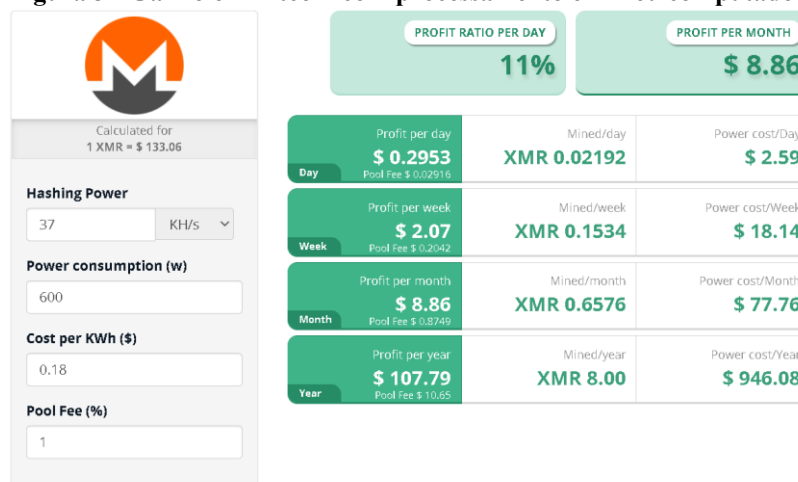 PROFIT RATIO PER DAY
11%
PROFIT PER MONTH
$ 8.86
Calculated for
1 XMR = $ 133.06
Hashing Power
37
KH/s
Power consumption (w)
600
Cost per KWh ($)
0.18
Pool Fee (%)
1
Day
Profit per day
$ 0.2953
Pool Fee $ 0.02916
Mined/day
XMR 0.02192
Power cost/Day
$ 2.59
Week
Profit per week
$ 2.07
Pool Fee $ 0.2042
Mined/week
XMR 0.1534
Power cost/Week
$ 18.14
Month
Profit per month
$ 8.86
Pool Fee $ 0.8749
Mined/month
XMR 0.6576
Power cost/Month
$ 77.76
Year
Profit per year
$ 107.79
Pool Fee $ 10.65
Mined/year
XMR 8.00
Power cost/Year
$ 946.08